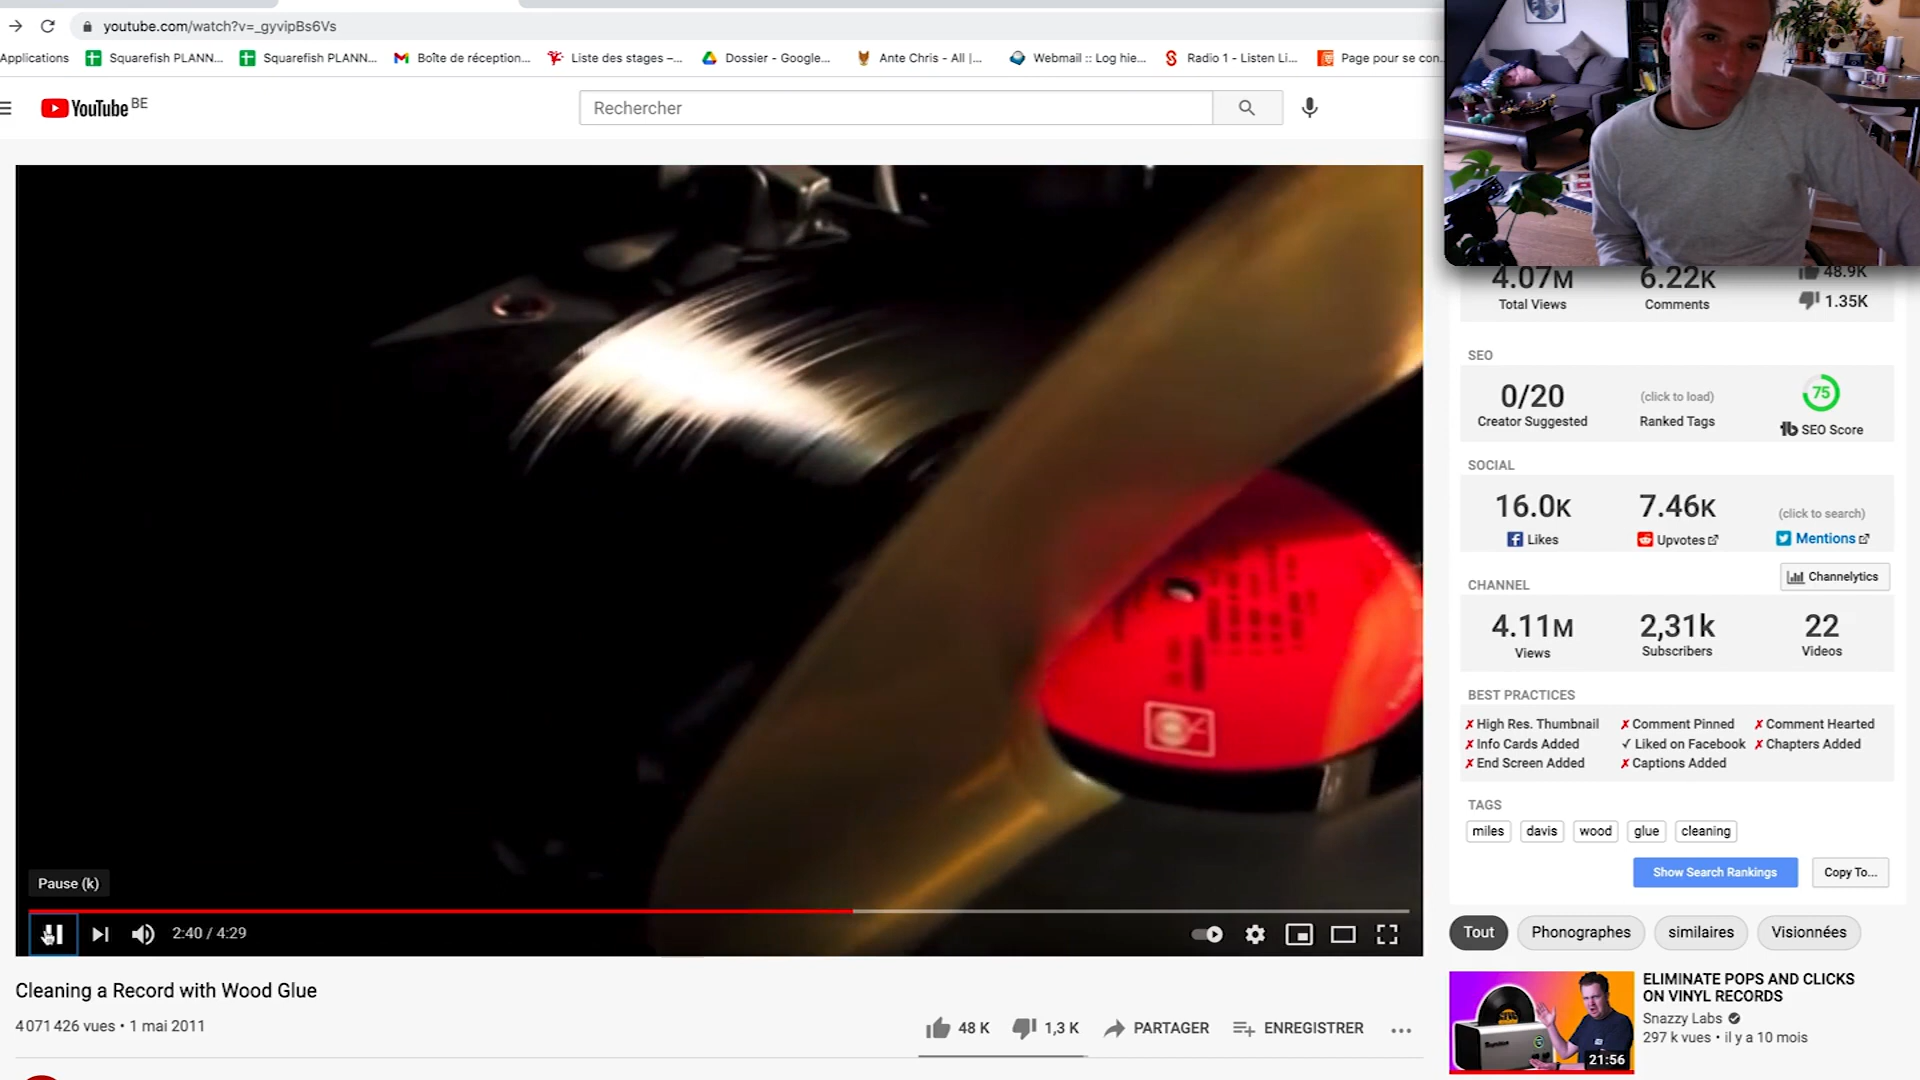 youtube.com/watch?v=_gyvipBs6Vs
Applications Squarefish PLANN... Squarefish PLANN... Boîte de réception... Liste des stages –... Dossier - Google... Ante Chris - All |... Webmail :: Log hie... Radio 1 - Listen Li... Page pour se con...
YouTube BE
Rechercher
4.07M 6.22K 48.9K
Total Views Comments 1.35K
SEO
0/20 (click to load) 75
Creator Suggested Ranked Tags SEO Score
SOCIAL
16.0K 7.46K (click to search)
Likes Upvotes Mentions
CHANNEL Channelytics
4.11M 2,31k 22
Views Subscribers Videos
BEST PRACTICES
✗ High Res. Thumbnail ✗ Comment Pinned ✗ Comment Hearted
✗ Info Cards Added ✓ Liked on Facebook ✗ Chapters Added
✗ End Screen Added ✗ Captions Added
TAGS
miles davis wood glue cleaning
Show Search Rankings Copy To...
Pause (k)
2:40 / 4:29
Cleaning a Record with Wood Glue
4 071 426 vues • 1 mai 2011
48 K 1,3 K PARTAGER ENREGISTRER
Tout Phonographes similaires Visionnées
ELIMINATE POPS AND CLICKS
ON VINYL RECORDS
Snazzy Labs
297 k vues • il y a 10 mois
21:56